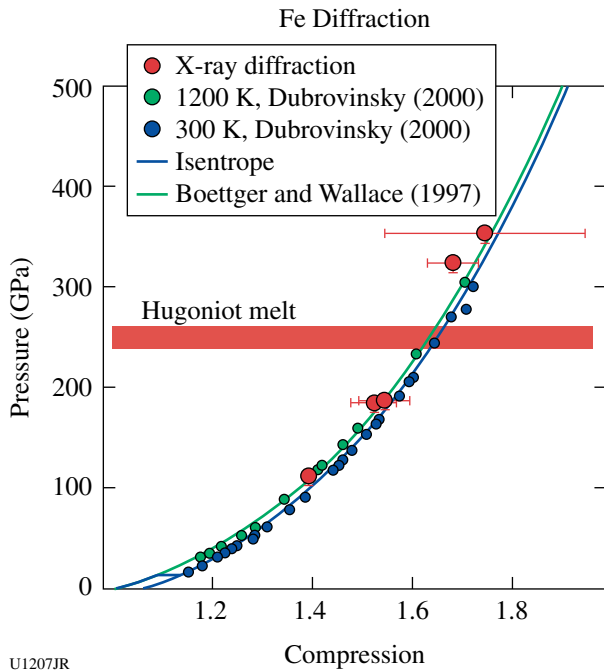 Fe Diffraction
X-ray diffraction
1200 K, Dubrovinsky (2000)
300 K, Dubrovinsky (2000)
Isentrope
Boettger and Wallace (1997)
500
400
300
200
100
0
Pressure (GPa)
Hugoniot melt
1.2 1.4 1.6 1.8
Compression
U1207JR